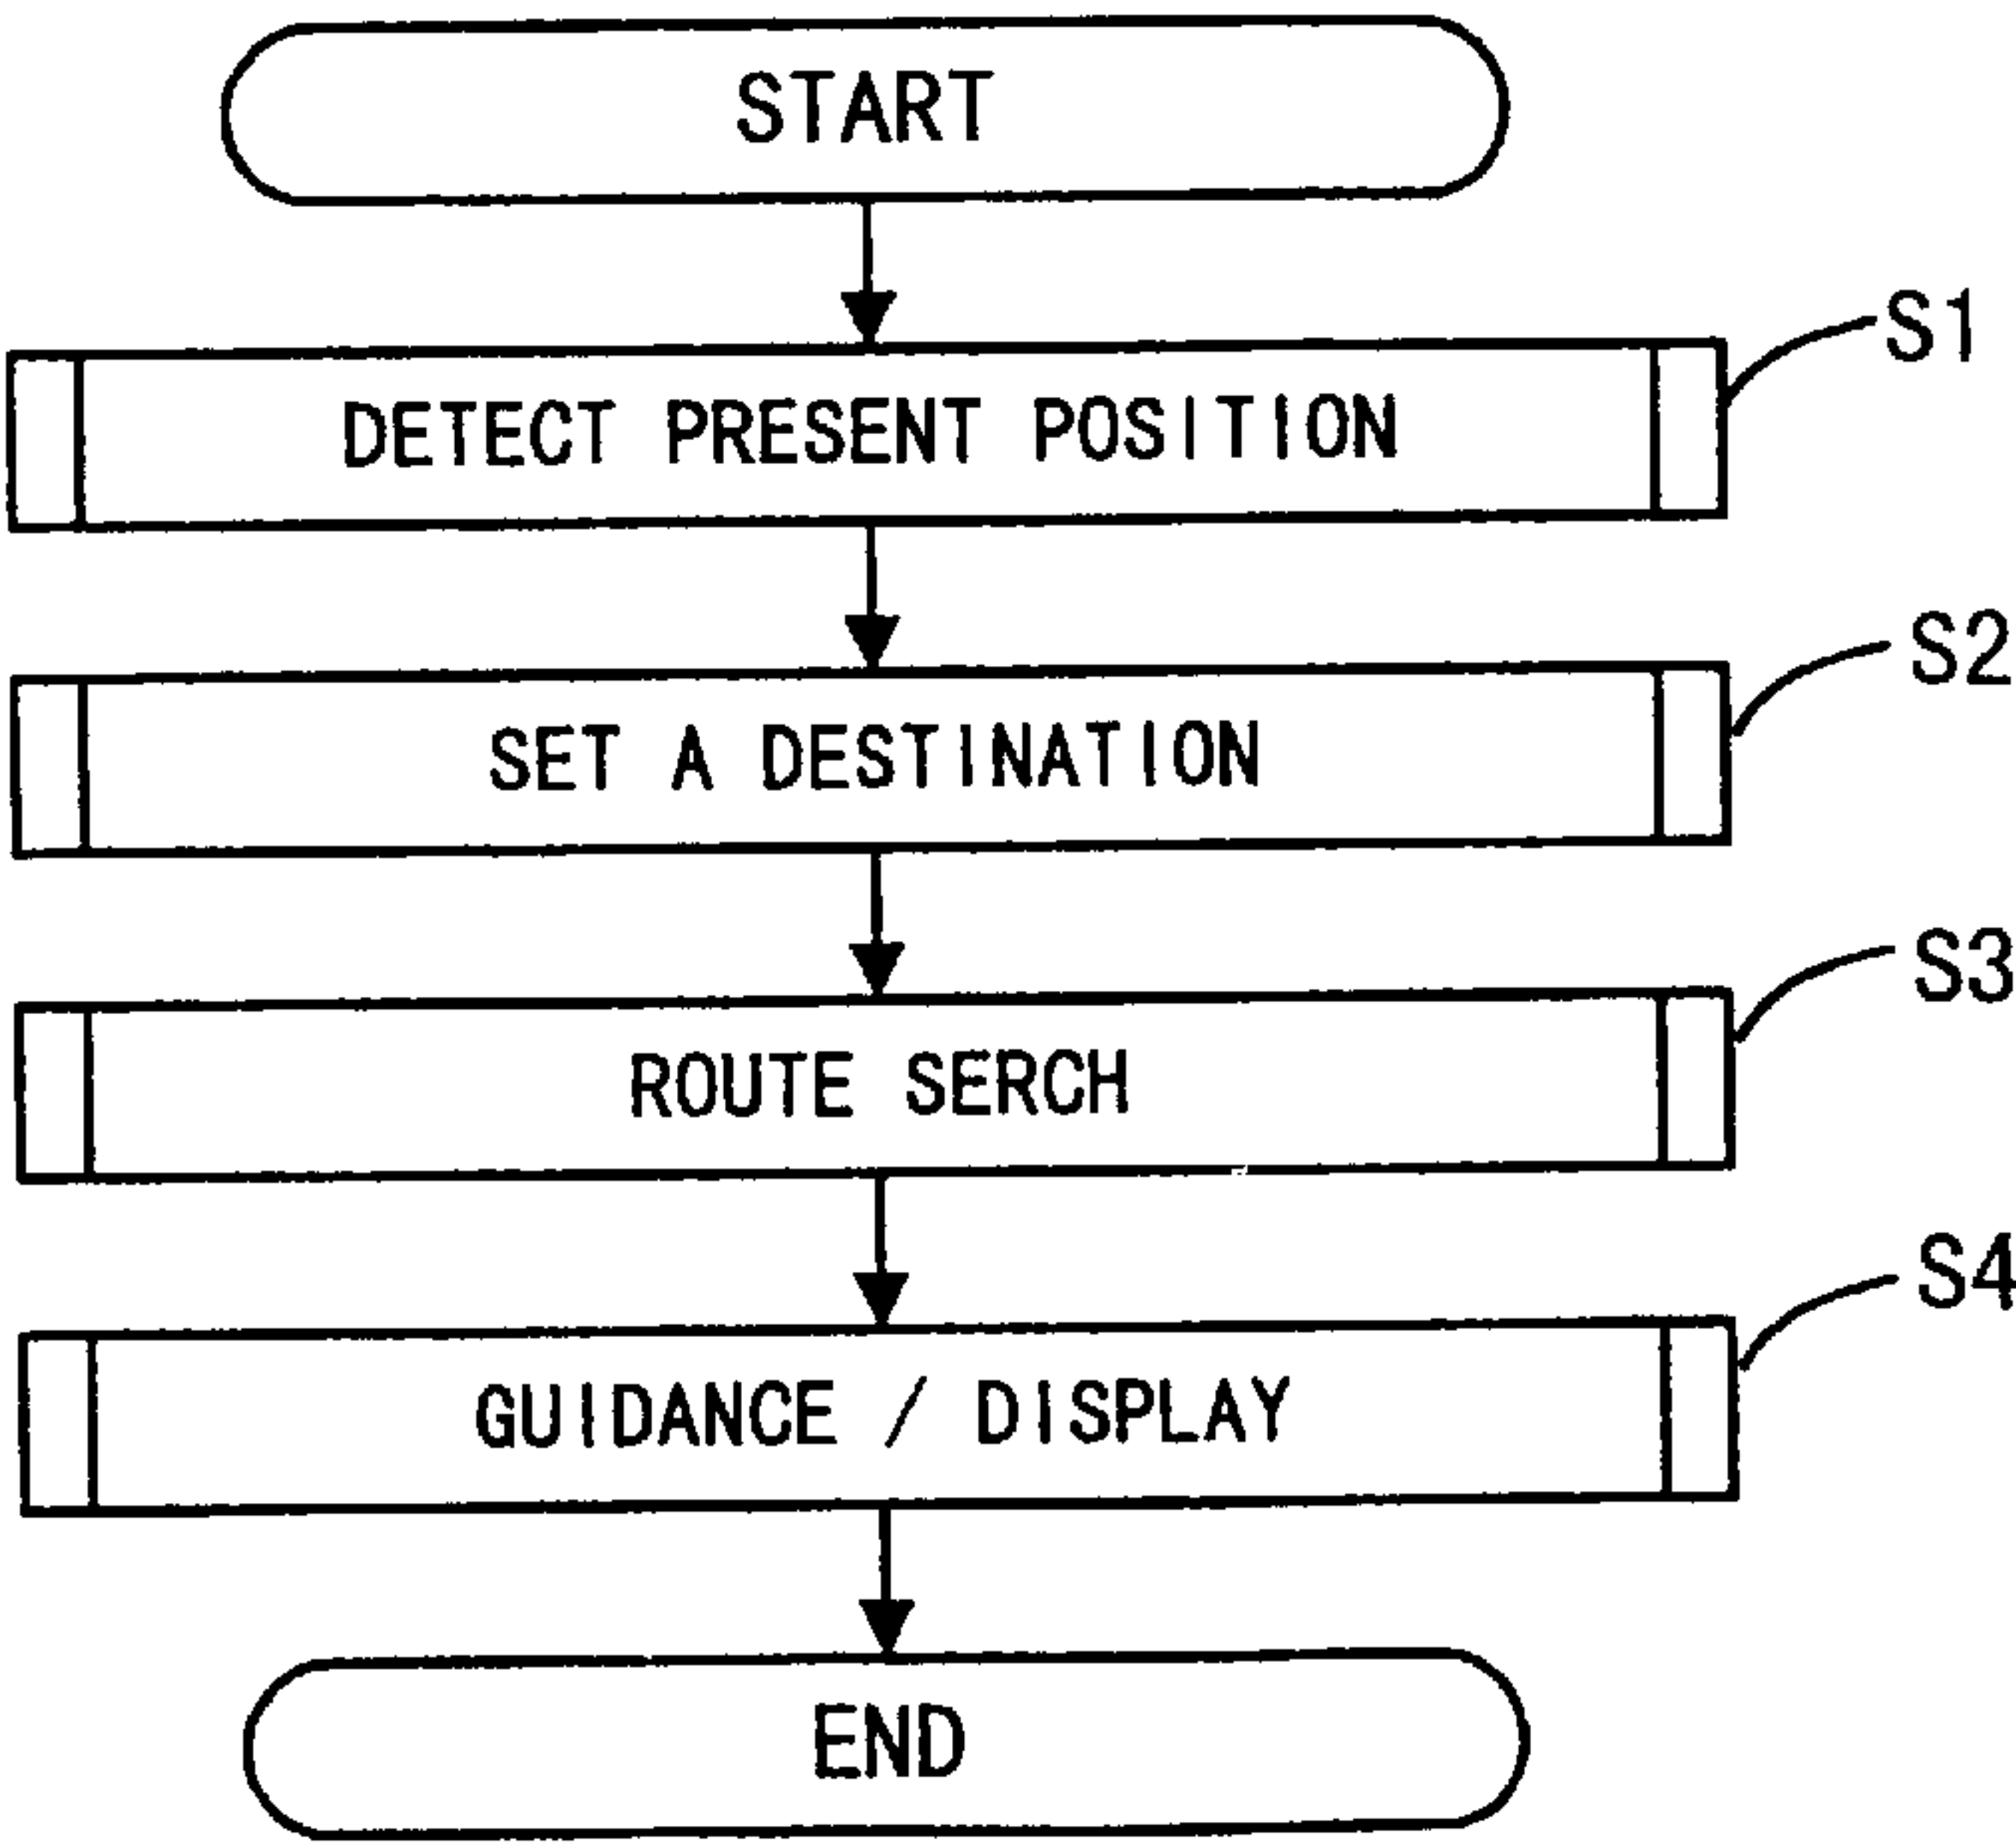 START
S1
DETECT PRESENT POSITION
S2
SET A DESTINATION
S3
ROUTE SERCH
S4
GUIDANCE / DISPLAY
END